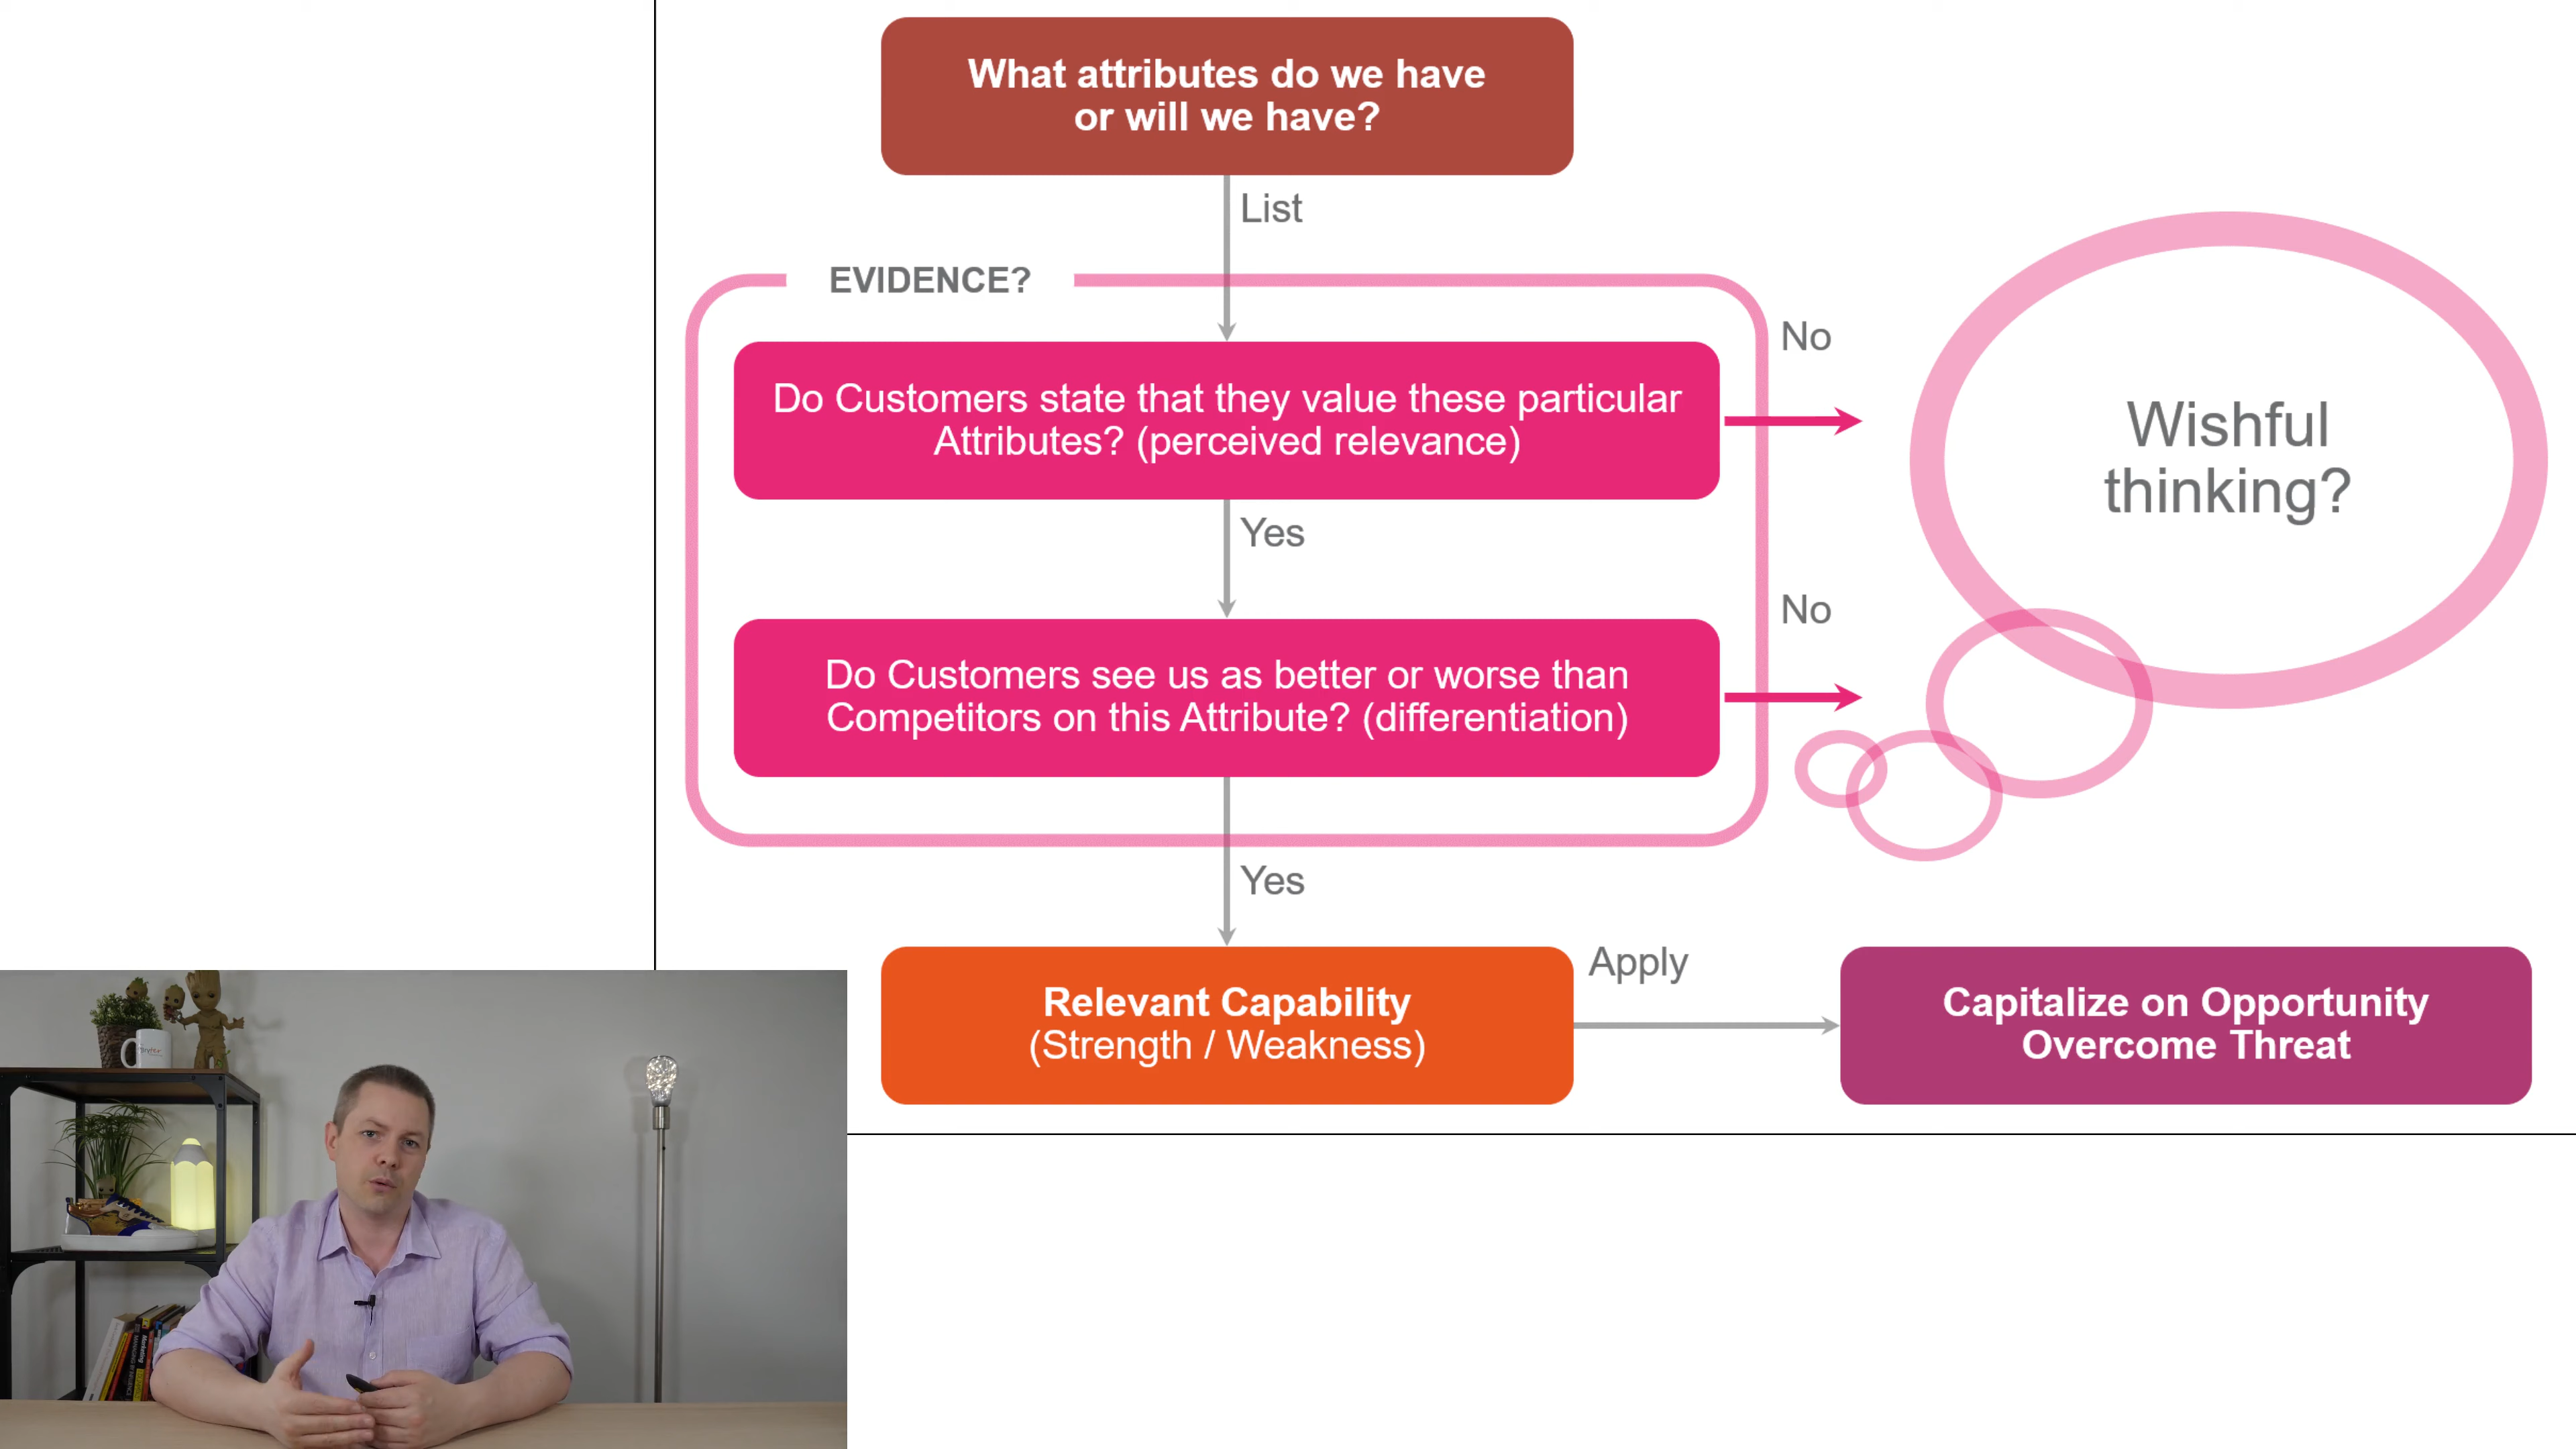 What attributes do we have
or will we have?
List
EVIDENCE?
No
Do Customers state that they value these particular
Attributes? (perceived relevance)
Wishful
thinking?
Yes
No
Do Customers see us as better or worse than
Competitors on this Attribute? (differentiation)
Yes
Apply
Relevant Capability
(Strength / Weakness)
Capitalize on Opportunity
Overcome Threat